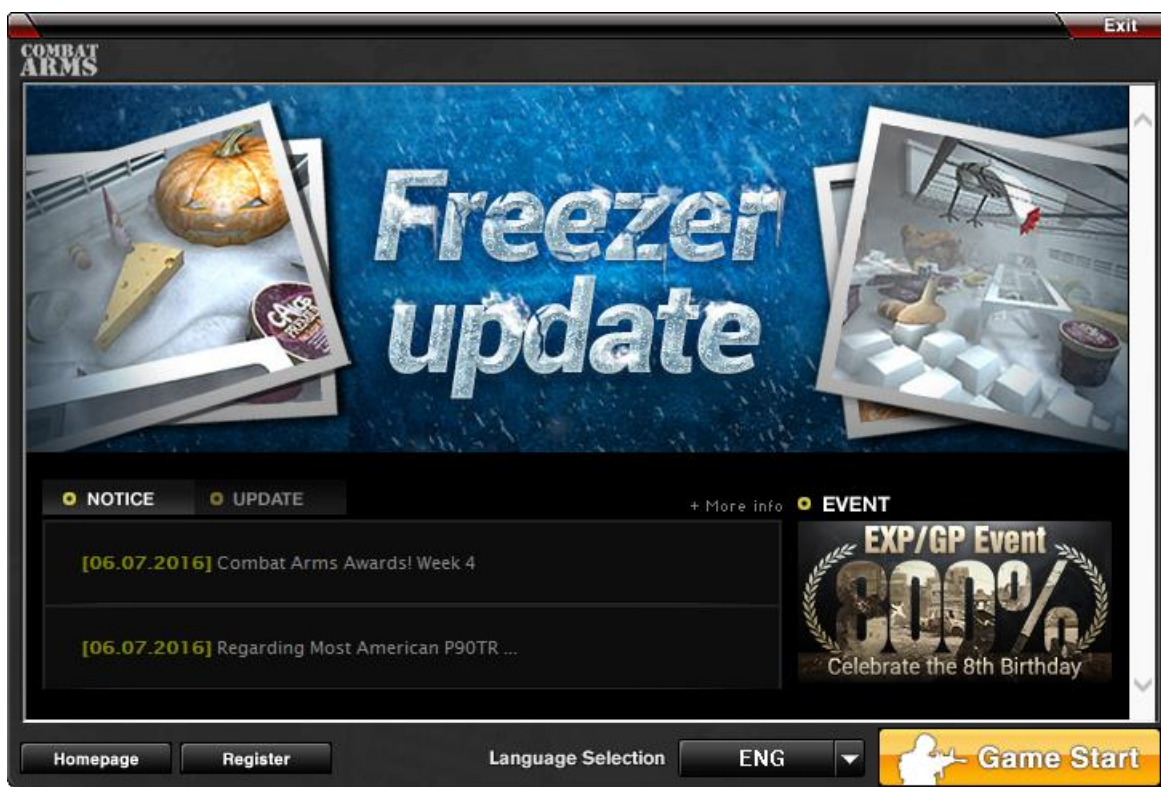 Exit
COMBAT
ARMS
Freezer
update
NOTICE
UPDATE
+ More info
EVENT
[06.07.2016] Combat Arms Awards! Week 4
[06.07.2016] Regarding Most American P90TR ...
EXP/GP Event
800%
Celebrate the 8th Birthday
Homepage
Register
Language Selection
ENG
Game Start